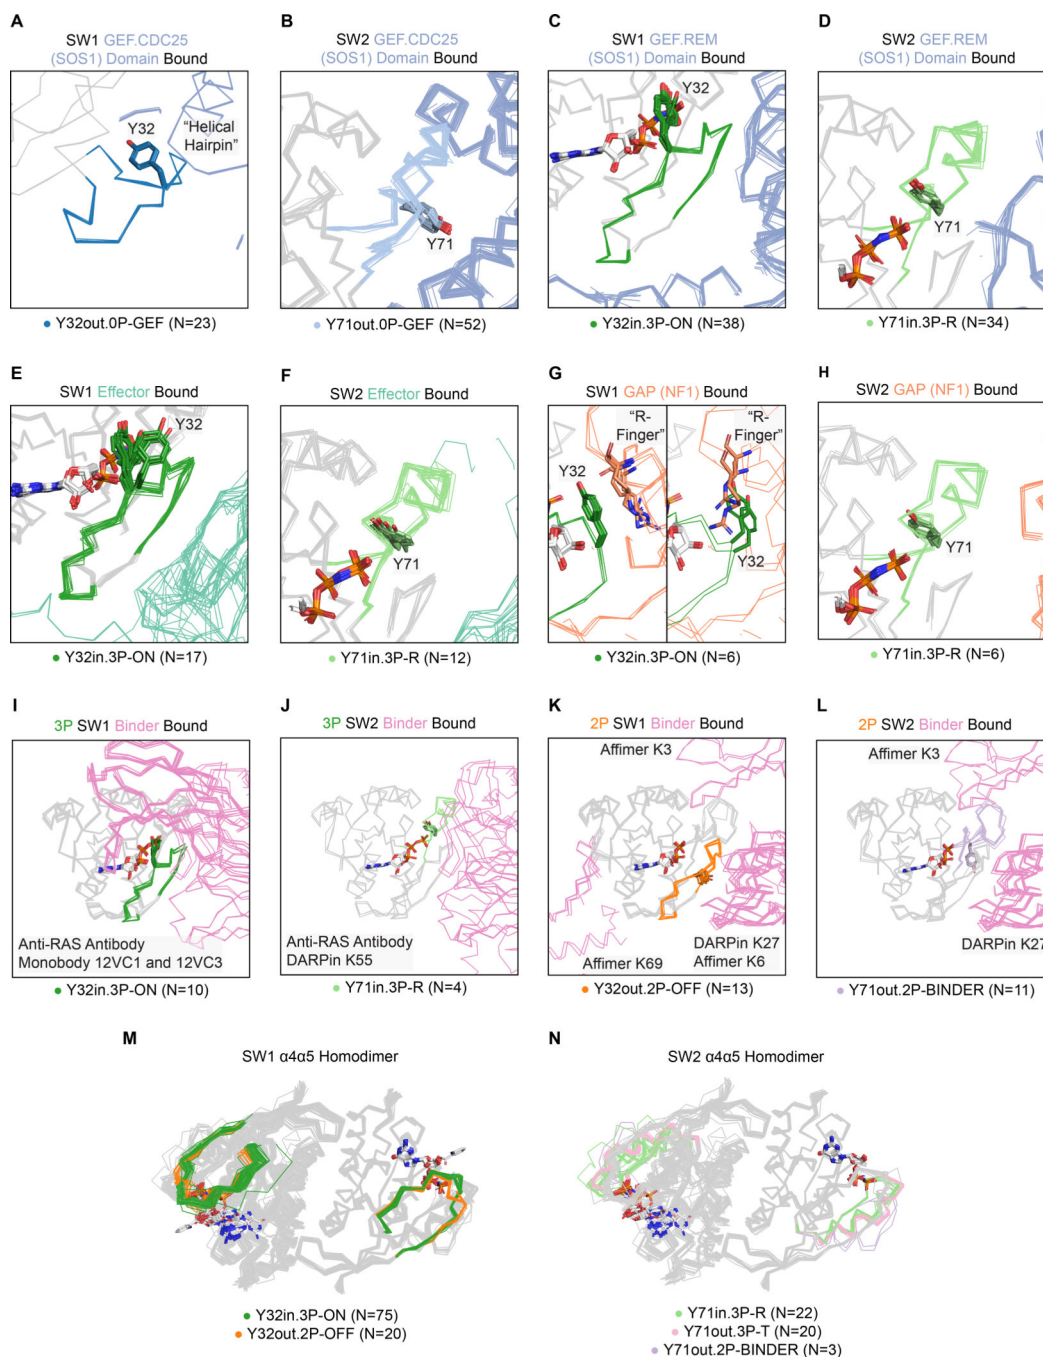 A
SW1 GEF.CDC25
(SOS1) Domain Bound
Y32
“Helical
Hairpin”
Y32out.0P-GEF (N=23)
B
SW2 GEF.CDC25
(SOS1) Domain Bound
Y71
Y71out.0P-GEF (N=52)
C
SW1 GEF.REM
(SOS1) Domain Bound
Y32
Y32in.3P-ON (N=38)
D
SW2 GEF.REM
(SOS1) Domain Bound
Y71
Y71in.3P-R (N=34)
E
SW1 Effector Bound
Y32
Y32in.3P-ON (N=17)
F
SW2 Effector Bound
Y71
Y71in.3P-R (N=12)
G
SW1 GAP (NF1) Bound
“R-
Finger”
Y32
“R-
Finger”
Y32
Y32in.3P-ON (N=6)
H
SW2 GAP (NF1) Bound
Y71
Y71in.3P-R (N=6)
I
3P SW1 Binder Bound
Anti-RAS Antibody
Monobody 12VC1 and 12VC3
Y32in.3P-ON (N=10)
J
3P SW2 Binder Bound
Anti-RAS Antibody
DARPin K55
Y71in.3P-R (N=4)
K
2P SW1 Binder Bound
Affimer K3
DARPin K27
Affimer K69
Affimer K6
Y32out.2P-OFF (N=13)
L
2P SW2 Binder Bound
Affimer K3
DARPin K27
Y71out.2P-BINDER (N=11)
M
SW1 α4α5 Homodimer
Y32in.3P-ON (N=75)
Y32out.2P-OFF (N=20)
N
SW2 α4α5 Homodimer
Y71in.3P-R (N=22)
Y71out.3P-T (N=20)
Y71out.2P-BINDER (N=3)